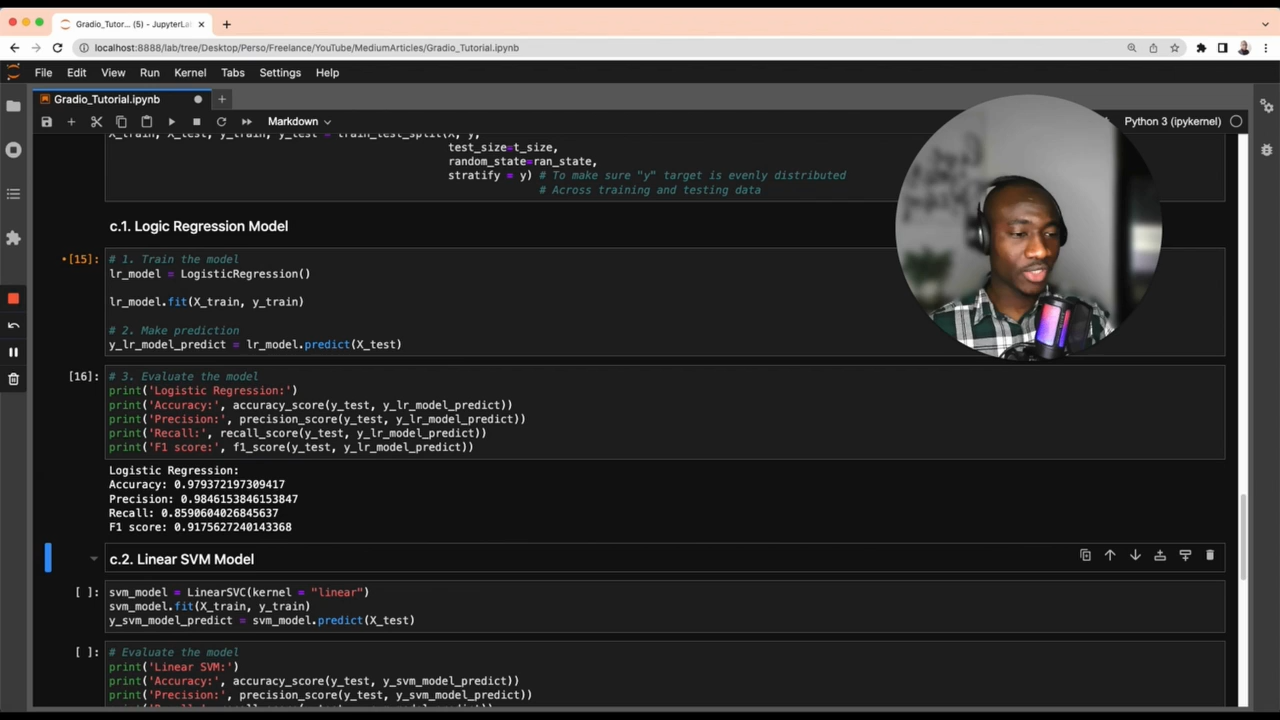 Gradio_Tutor... (5) - JupyterLa
localhost:8888/lab/tree/Desktop/Perso/Freelance/YouTube/MediumArticles/Gradio_Tutorial.ipynb
File Edit View Run Kernel Tabs Settings Help
Gradio_Tutorial.ipynb
Markdown
Python 3 (ipykernel)
X_train, X_test, y_train, y_test = train_test_split(X, y,
test_size=t_size,
random_state=ran_state,
stratify = y) # To make sure "y" target is evenly distributed
# Across training and testing data
c.1. Logic Regression Model
[15]: # 1. Train the model
lr_model = LogisticRegression()
lr_model.fit(X_train, y_train)
# 2. Make prediction
y_lr_model_predict = lr_model.predict(X_test)
[16]: # 3. Evaluate the model
print('Logistic Regression:')
print('Accuracy:', accuracy_score(y_test, y_lr_model_predict))
print('Precision:', precision_score(y_test, y_lr_model_predict))
print('Recall:', recall_score(y_test, y_lr_model_predict))
print('F1 score:', f1_score(y_test, y_lr_model_predict))
Logistic Regression:
Accuracy: 0.979372197309417
Precision: 0.9846153846153847
Recall: 0.8590604026845637
F1 score: 0.9175627240143368
c.2. Linear SVM Model
[ ]: svm_model = LinearSVC(kernel = "linear")
svm_model.fit(X_train, y_train)
y_svm_model_predict = svm_model.predict(X_test)
[ ]: # Evaluate the model
print('Linear SVM:')
print('Accuracy:', accuracy_score(y_test, y_svm_model_predict))
print('Precision:', precision_score(y_test, y_svm_model_predict))